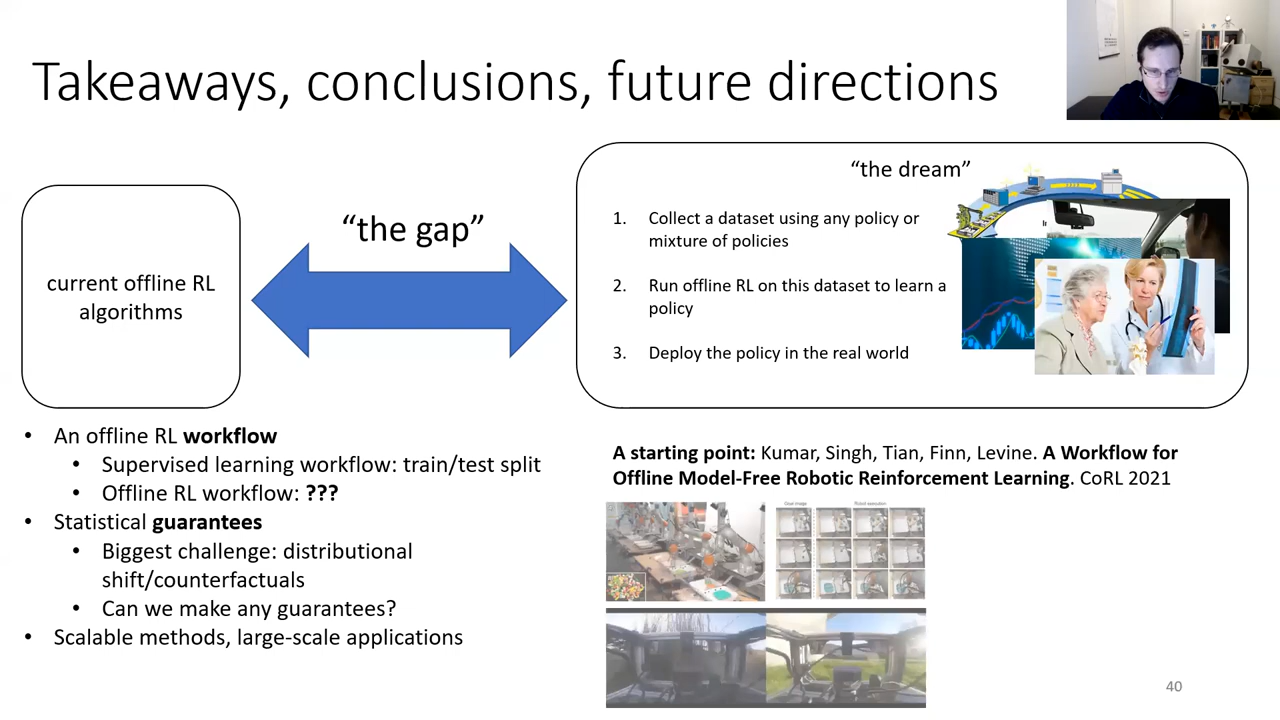 Takeaways, conclusions, future directions
“the dream”
“the gap”
current offline RL
algorithms
1. Collect a dataset using any policy or
mixture of policies
2. Run offline RL on this dataset to learn a
policy
3. Deploy the policy in the real world
• An offline RL workflow
• Supervised learning workflow: train/test split
• Offline RL workflow: ???
• Statistical guarantees
• Biggest challenge: distributional
shift/counterfactuals
• Can we make any guarantees?
• Scalable methods, large-scale applications
A starting point: Kumar, Singh, Tian, Finn, Levine. A Workflow for
Offline Model-Free Robotic Reinforcement Learning. CoRL 2021
Goal image
Robot execution
40